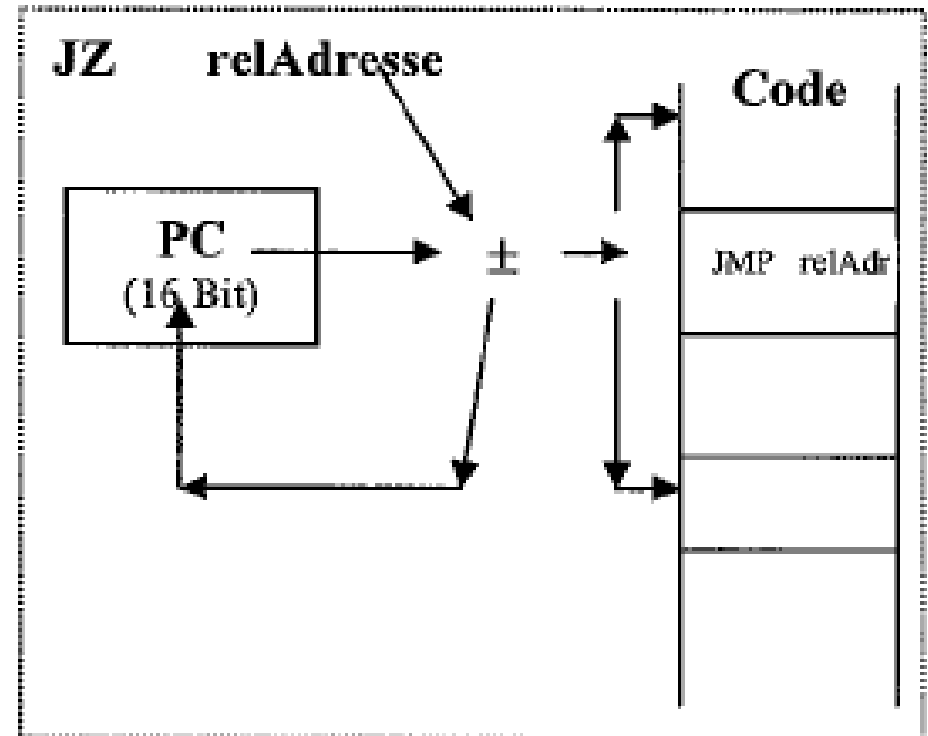 JZ relAdresse
Code
PC
(16 Bit)
±
JMP relAdr